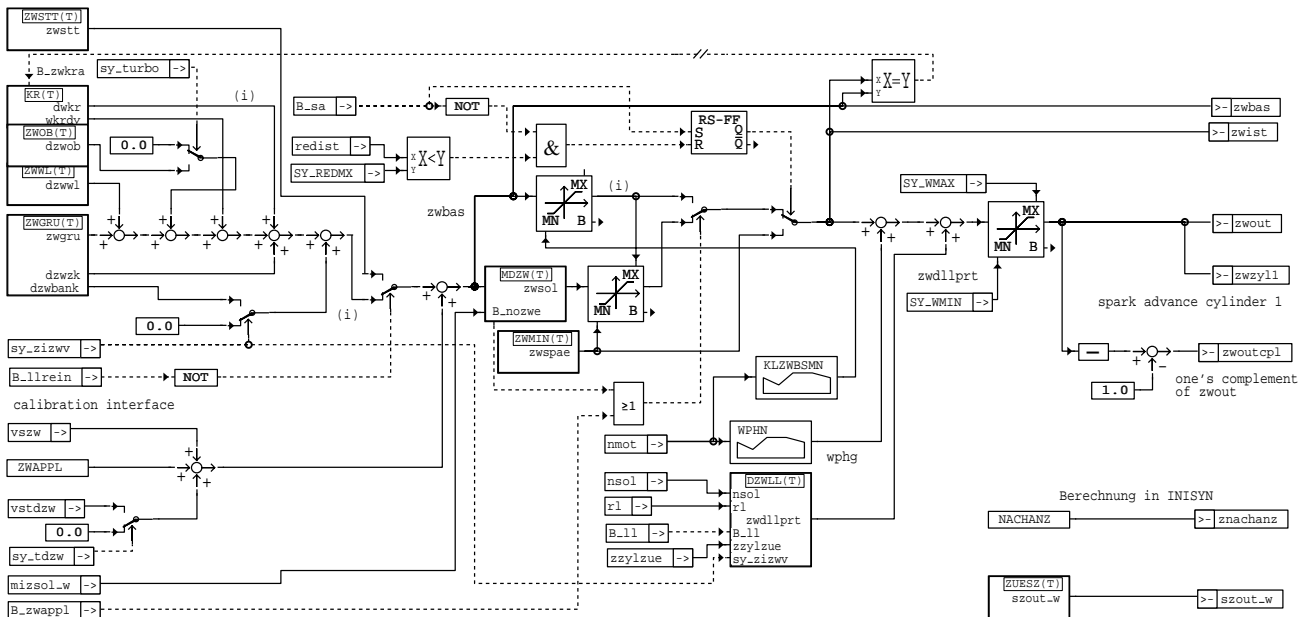 ZWSTT(T)
zwstt
B_zwkra
sy_turbo ->
KR(T)
dwkr
wkrdv
(i)
ZWOB(T)
dzwob
0.0
ZWWL(T)
dzwwl
ZWGRU(T)
zwgru
dzwzk
dzwbank
0.0
(i)
sy_zizwv ->
B_llrein ->
NOT
calibration interface
vszw ->
ZWAPPL
vstdzw ->
0.0
sy_tdzw ->
mizsol_w ->
B_zwappl ->
B_sa ->
NOT
redist ->
SY_REDMX ->
X
Y
X<Y
&
RS-FF
S Q
R Q
zwbas
MX
MN B
(i)
MDZW(T)
zwsol
B_nozwe
MX
MN B
ZWMIN(T)
zwspae
≥1
KLZWBSMN
nmot ->
WPHN
wphg
nsol ->
rl ->
B_ll ->
zzylzue ->
DZWLL(T)
nsol
rl
zwdllprt
B_ll
zzylzue
sy_zizwv
X
Y
X=Y
>- zwbas
>- zwist
SY_WMAX ->
MX
MN B
zwdllprt
SY_WMIN ->
>- zwout
>- zwzyl1
spark advance cylinder 1
−
1.0
>- zwoutcpl
one's complement
of zwout
Berechnung in INISYN
NACHANZ
>- znachanz
ZUESZ(T)
szout_w
>- szout_w